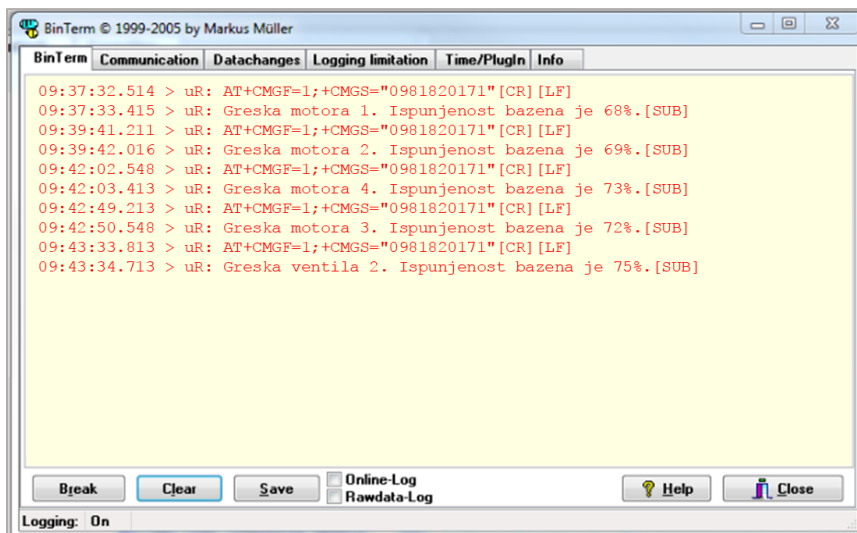 BinTerm © 1999-2005 by Markus Müller
BinTerm Communication Datachanges Logging limitation Time/PlugIn Info
09:37:32.514 > uR: AT+CMGF=1;+CMGS="0981820171"[CR][LF]
09:37:33.415 > uR: Greska motora 1. Ispunjenost bazena je 68%.[SUB]
09:39:41.211 > uR: AT+CMGF=1;+CMGS="0981820171"[CR][LF]
09:39:42.016 > uR: Greska motora 2. Ispunjenost bazena je 69%.[SUB]
09:42:02.548 > uR: AT+CMGF=1;+CMGS="0981820171"[CR][LF]
09:42:03.413 > uR: Greska motora 4. Ispunjenost bazena je 73%.[SUB]
09:42:49.213 > uR: AT+CMGF=1;+CMGS="0981820171"[CR][LF]
09:42:50.548 > uR: Greska motora 3. Ispunjenost bazena je 72%.[SUB]
09:43:33.813 > uR: AT+CMGF=1;+CMGS="0981820171"[CR][LF]
09:43:34.713 > uR: Greska ventila 2. Ispunjenost bazena je 75%.[SUB]
Break Clear Save Online-Log Help Close
Rawdata-Log
Logging: On